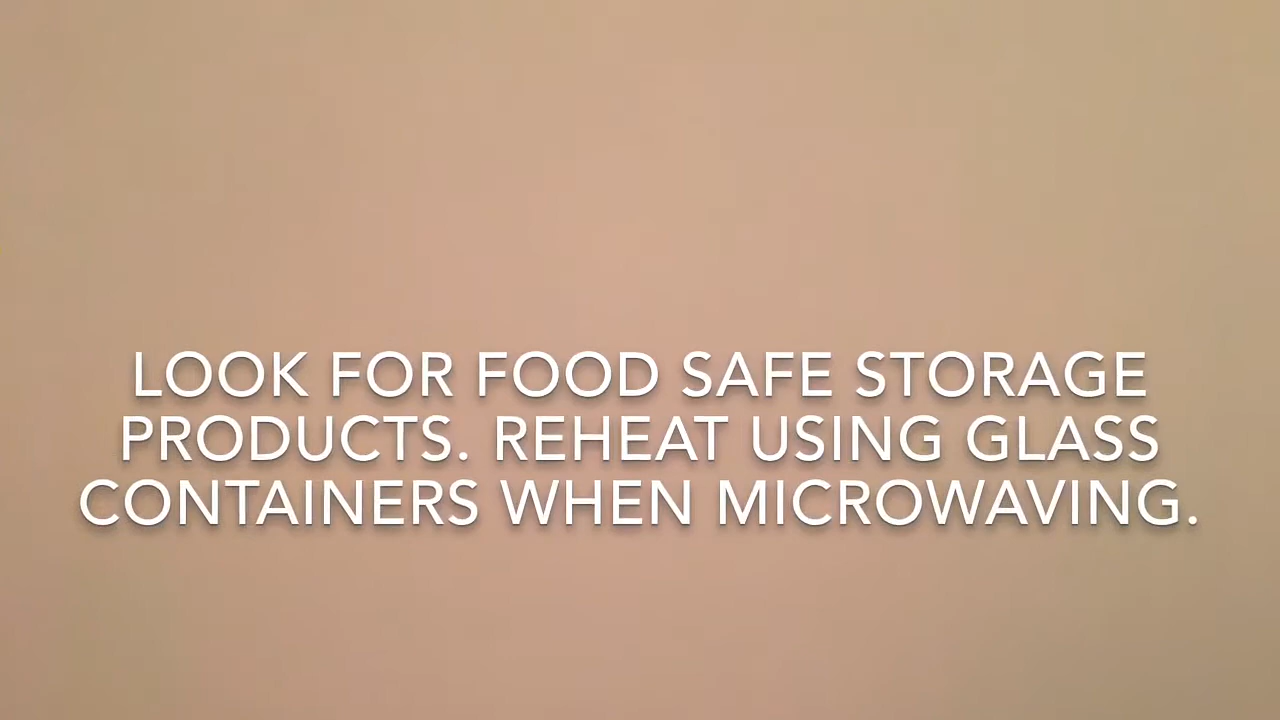 LOOK FOR FOOD SAFE STORAGE
PRODUCTS. REHEAT USING GLASS
CONTAINERS WHEN MICROWAVING.